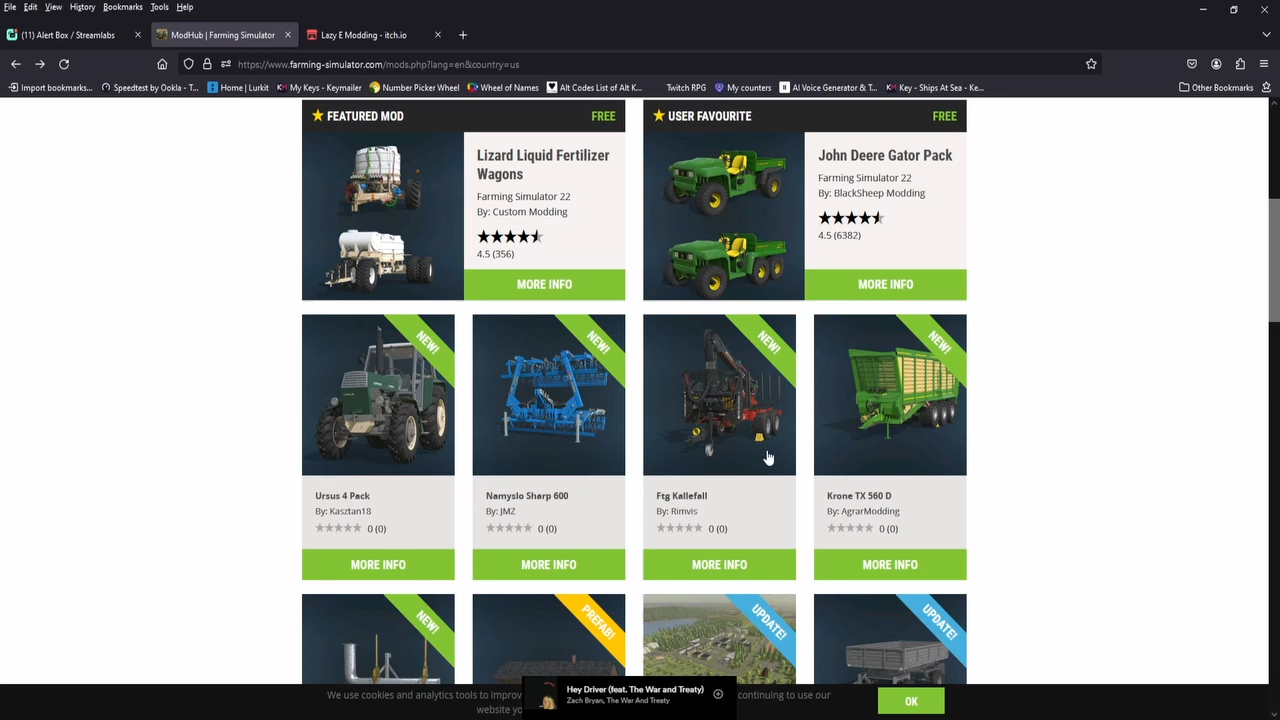 File Edit View History Bookmarks Tools Help
(11) Alert Box / Streamlabs
ModHub | Farming Simulator
Lazy E Modding - itch.io
https://www.farming-simulator.com/mods.php?lang=en&country=us
Import bookmarks...
Speedtest by Ookla - T...
Home | Lurkit
My Keys - Keymailer
Number Picker Wheel
Wheel of Names
Alt Codes List of Alt K...
Twitch RPG
My counters
AI Voice Generator & T...
Key - Ships At Sea - Ke...
Other Bookmarks
FEATURED MOD FREE
Lizard Liquid Fertilizer
Wagons
Farming Simulator 22
By: Custom Modding
4.5 (356)
MORE INFO
USER FAVOURITE FREE
John Deere Gator Pack
Farming Simulator 22
By: BlackSheep Modding
4.5 (6382)
MORE INFO
NEW!
Ursus 4 Pack
By: Kasztan18
0 (0)
MORE INFO
NEW!
Namyslo Sharp 600
By: JMZ
0 (0)
MORE INFO
NEW!
Ftg Kallefall
By: Rimvis
0 (0)
MORE INFO
NEW!
Krone TX 560 D
By: AgrarModding
0 (0)
MORE INFO
NEW!
PREFAB!
UPDATE!
UPDATE!
We use cookies and analytics tools to improv
continuing to use our
website yo
OK
Hey Driver (feat. The War and Treaty)
Zach Bryan, The War And Treaty